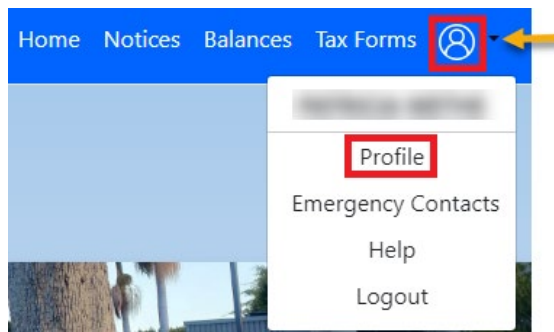 Home Notices Balances Tax Forms
Profile
Emergency Contacts
Help
Logout